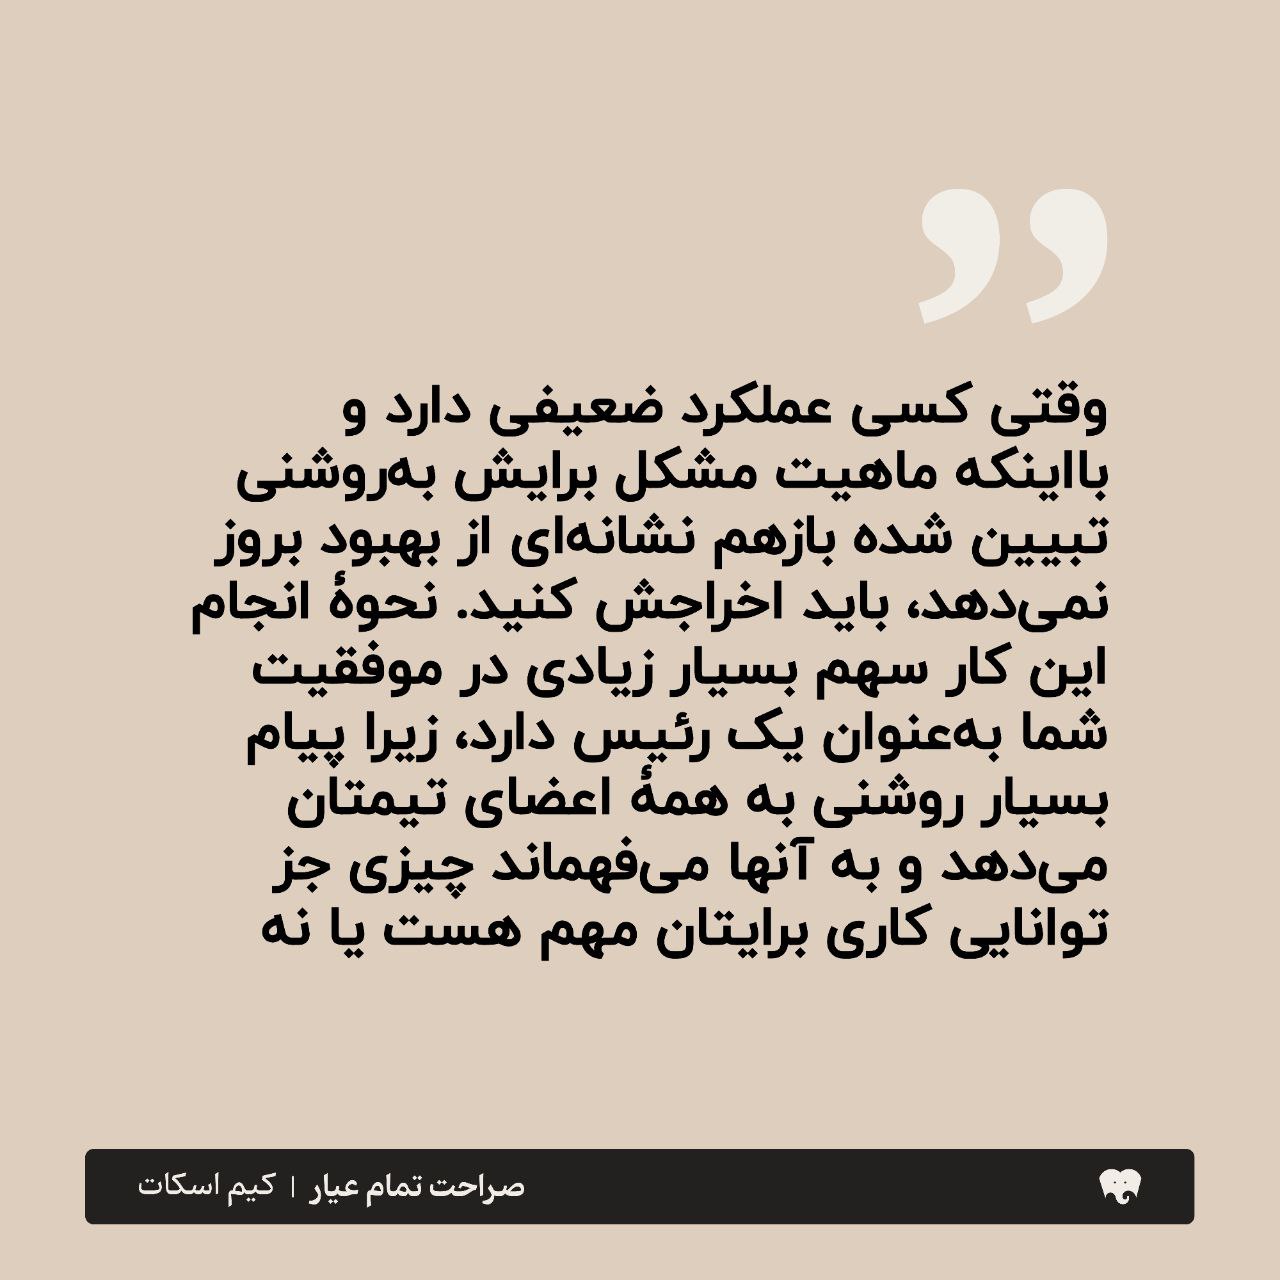 وقتی کسی عملکرد ضعیفی دارد و
بااینکه ماهیت مشکل برایش به‌روشنی
تبیین شده بازهم نشانه‌ای از بهبود بروز
نمی‌دهد، باید اخراجش کنید. نحوهٔ انجام
این کار سهم بسیار زیادی در موفقیت
شما به‌عنوان یک رئیس دارد، زیرا پیام
بسیار روشنی به همهٔ اعضای تیمتان
می‌دهد و به آنها می‌فهماند چیزی جز
توانایی کاری برایتان مهم هست یا نه
صراحت تمام عیار | کیم اسکات